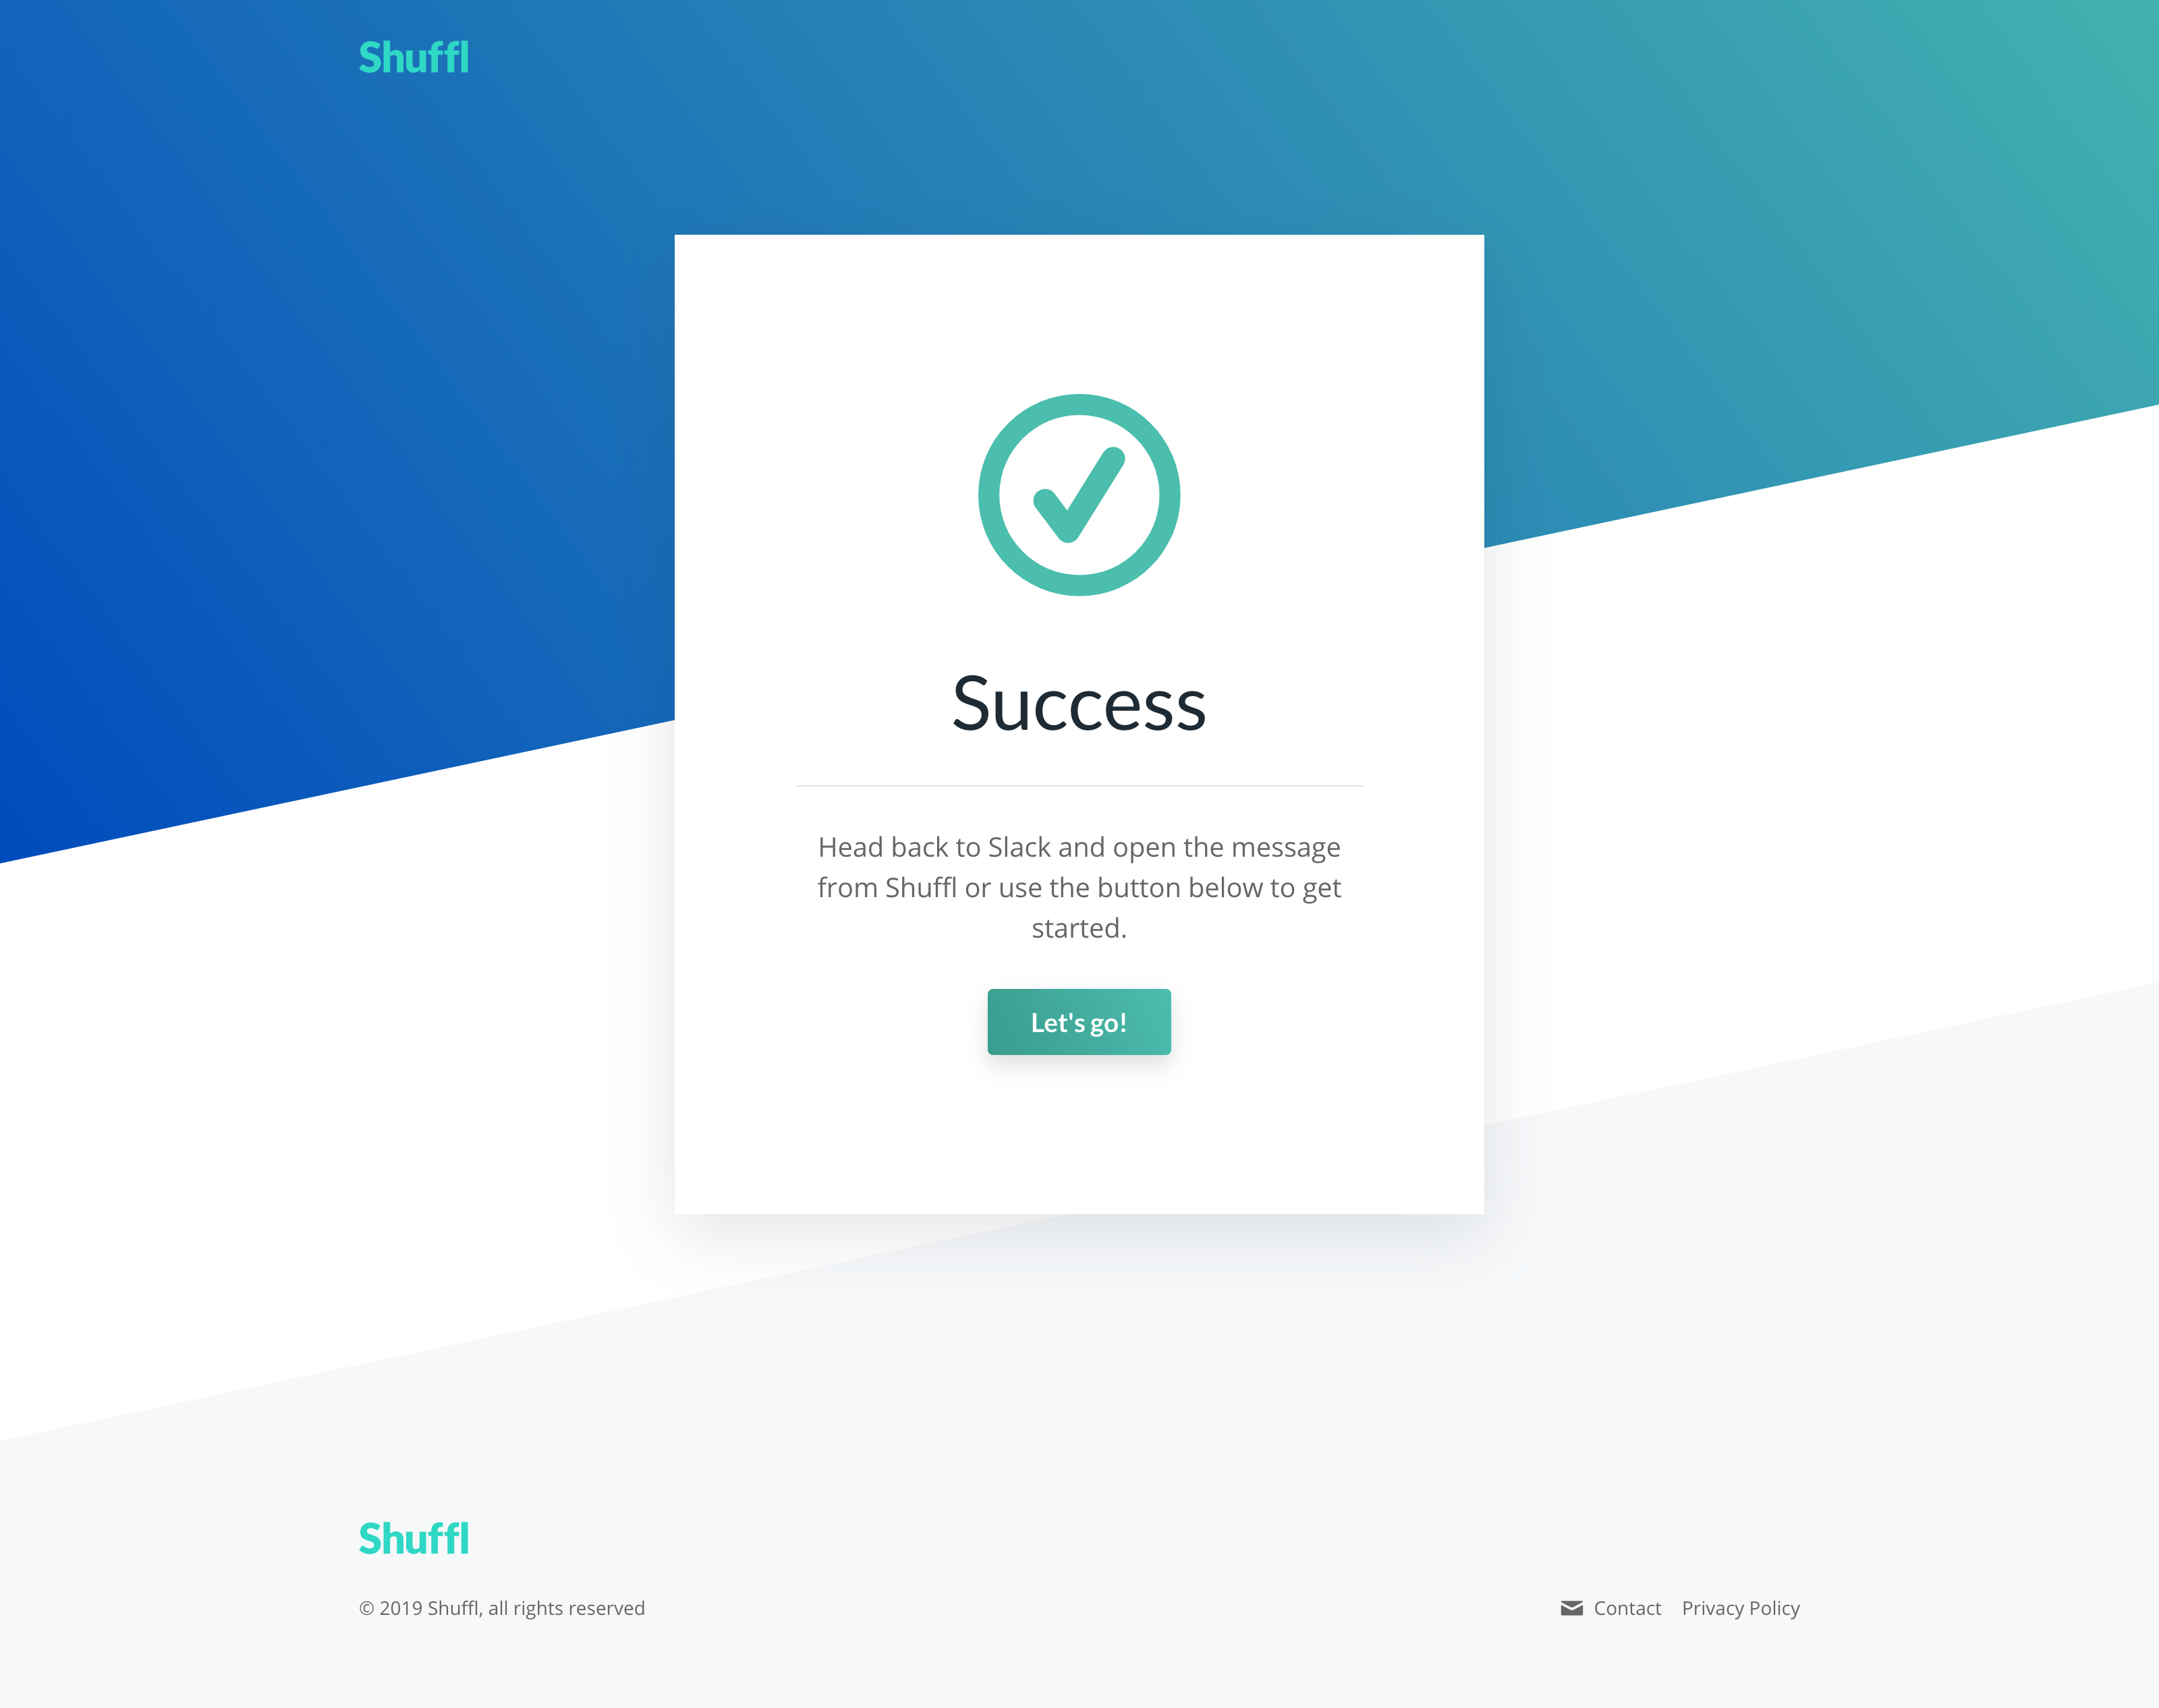 Shuffl
Success
Head back to Slack and open the message
from Shuffl or use the button below to get
started.
Let's go!
Shuffl
© 2019 Shuffl, all rights reserved
Contact Privacy Policy